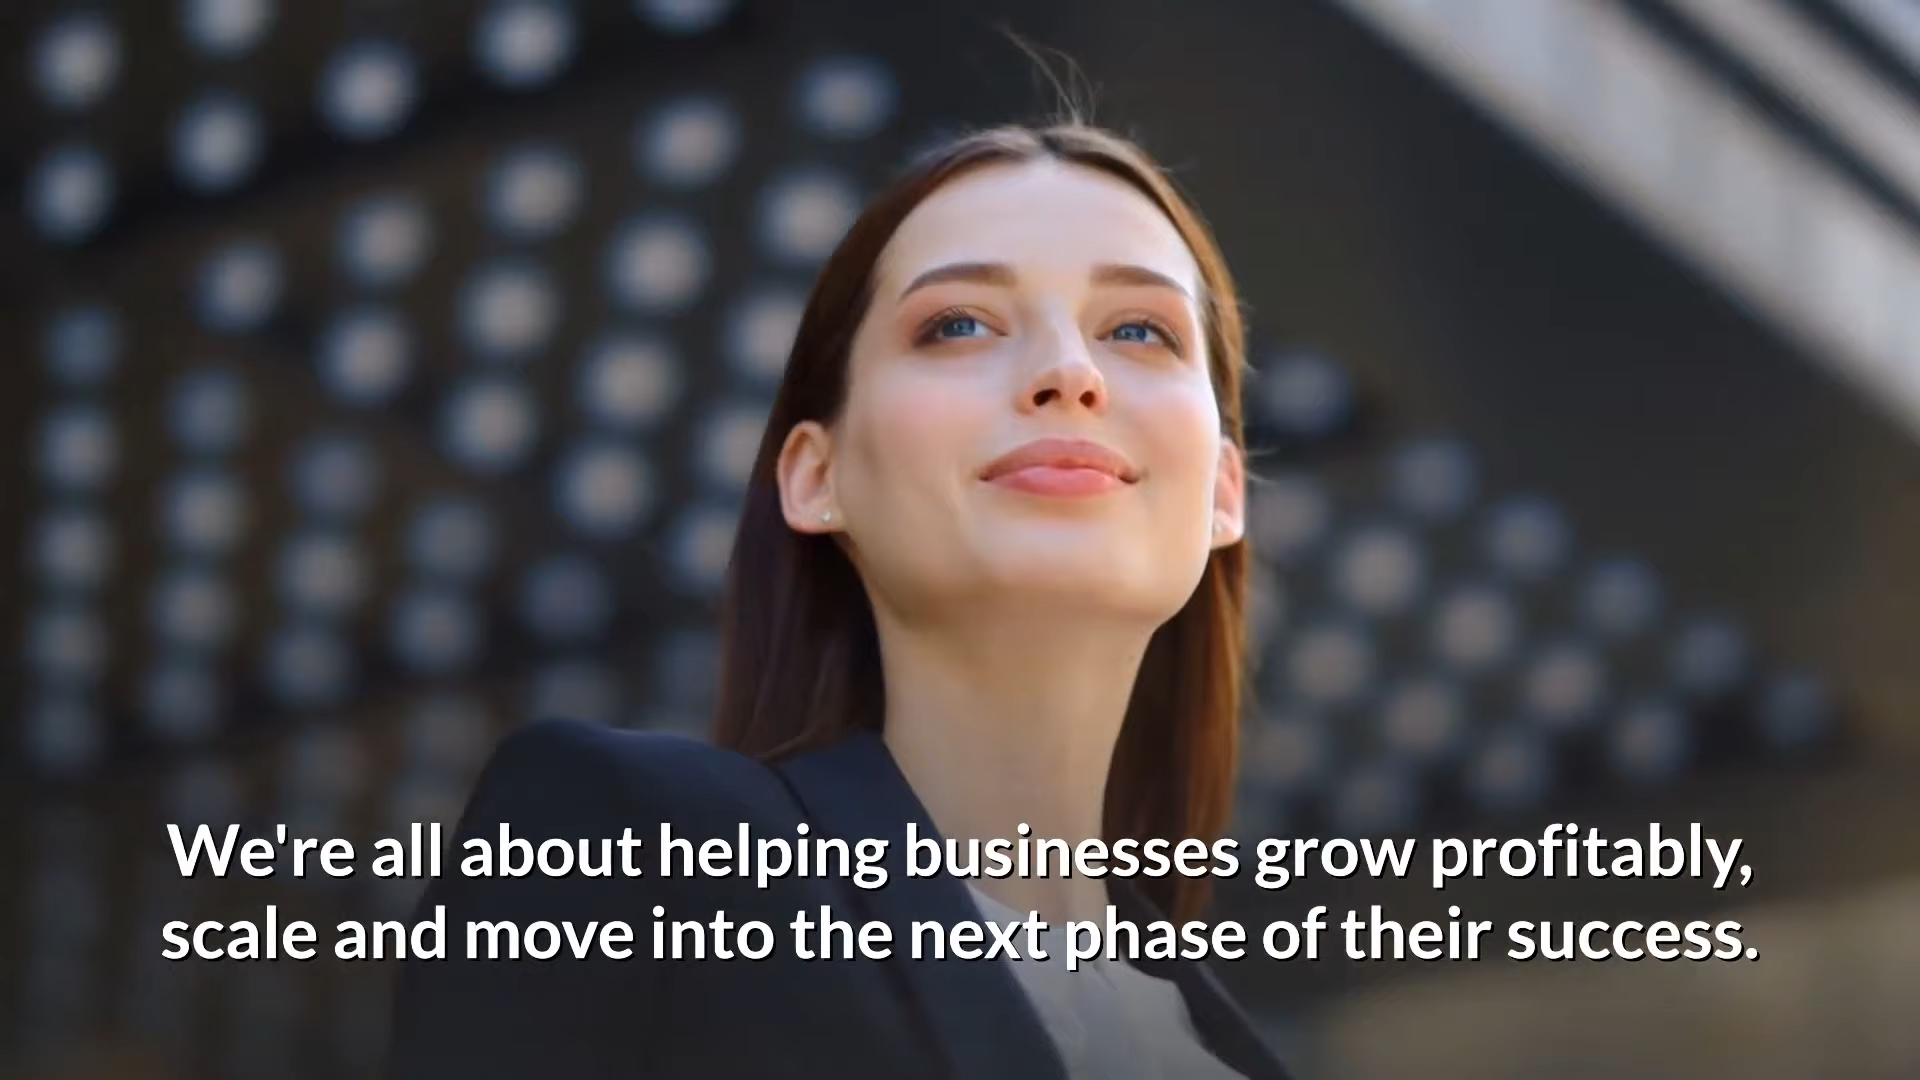 We're all about helping businesses grow profitably,
scale and move into the next phase of their success.